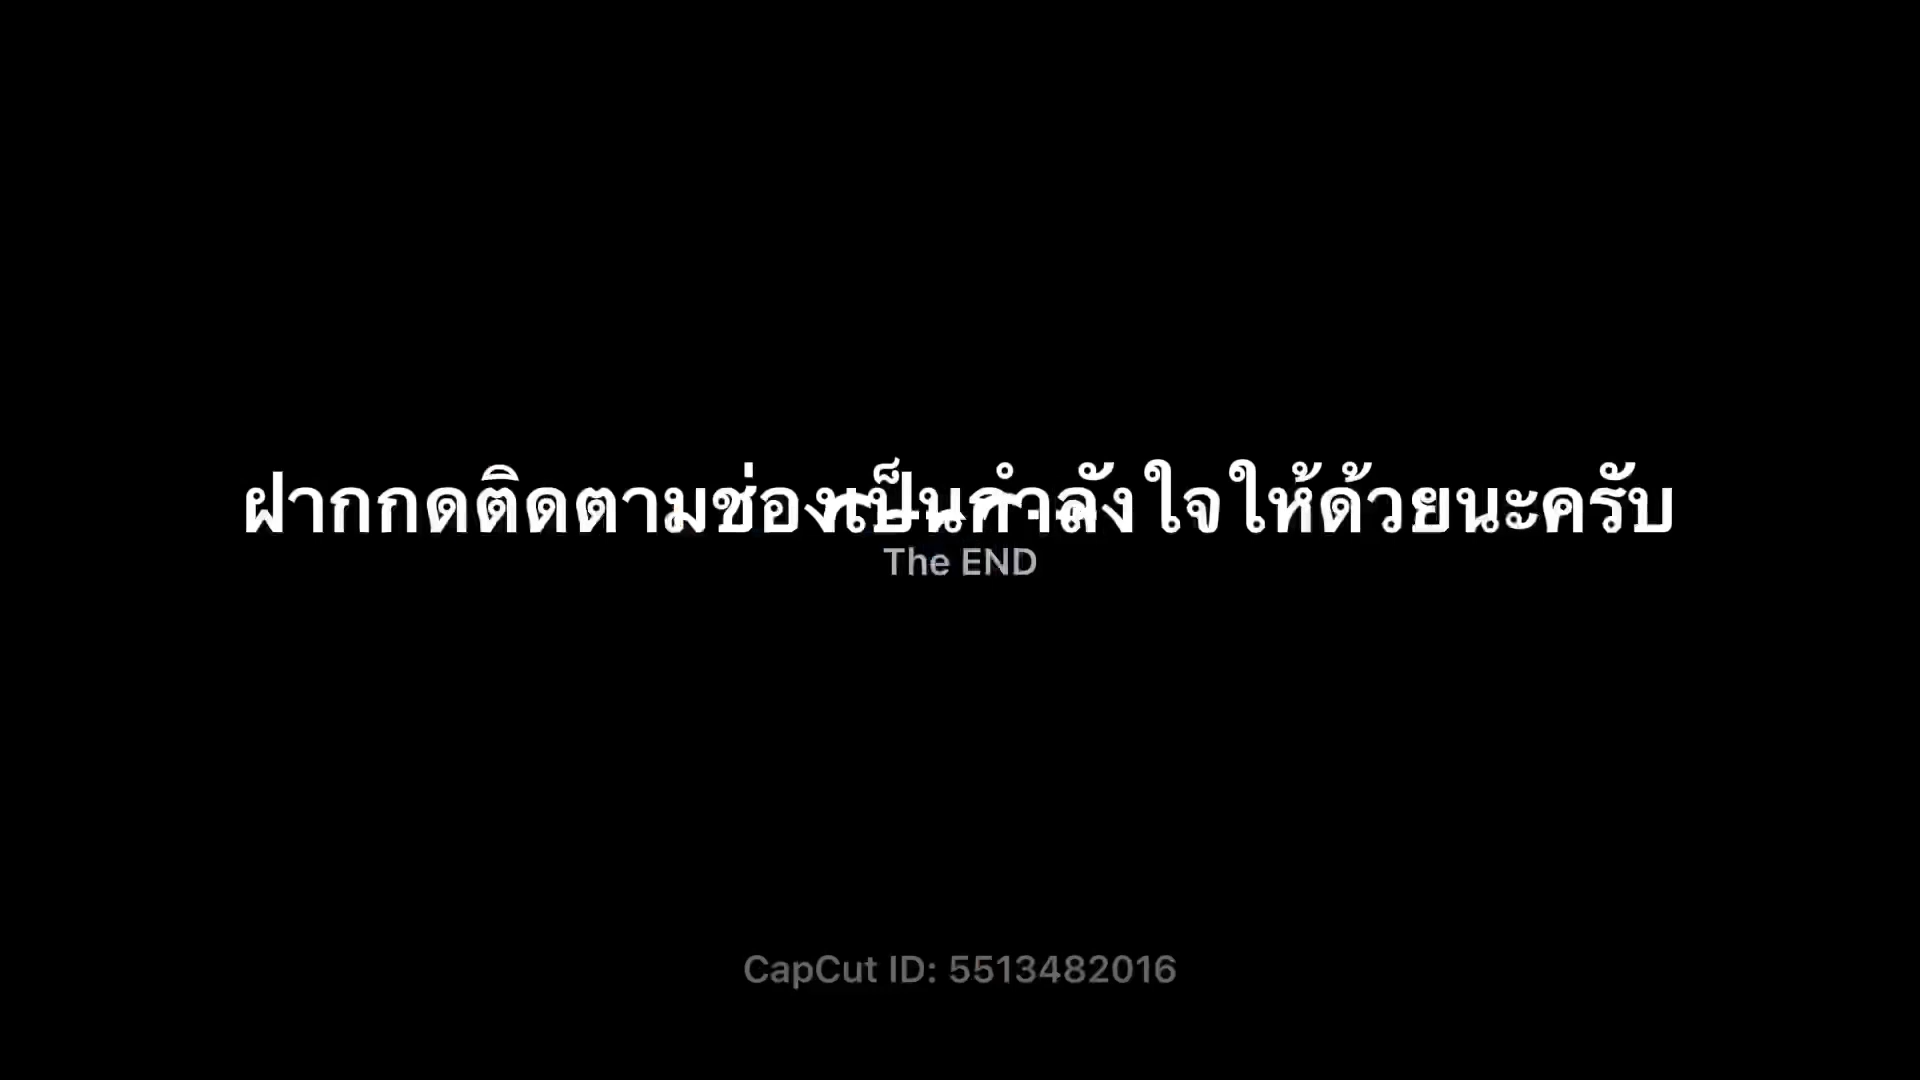 ฝากกดติดตามช่องเป็นกำลังใจให้ด้วยนะครับ
The END
CapCut ID: 5513482016